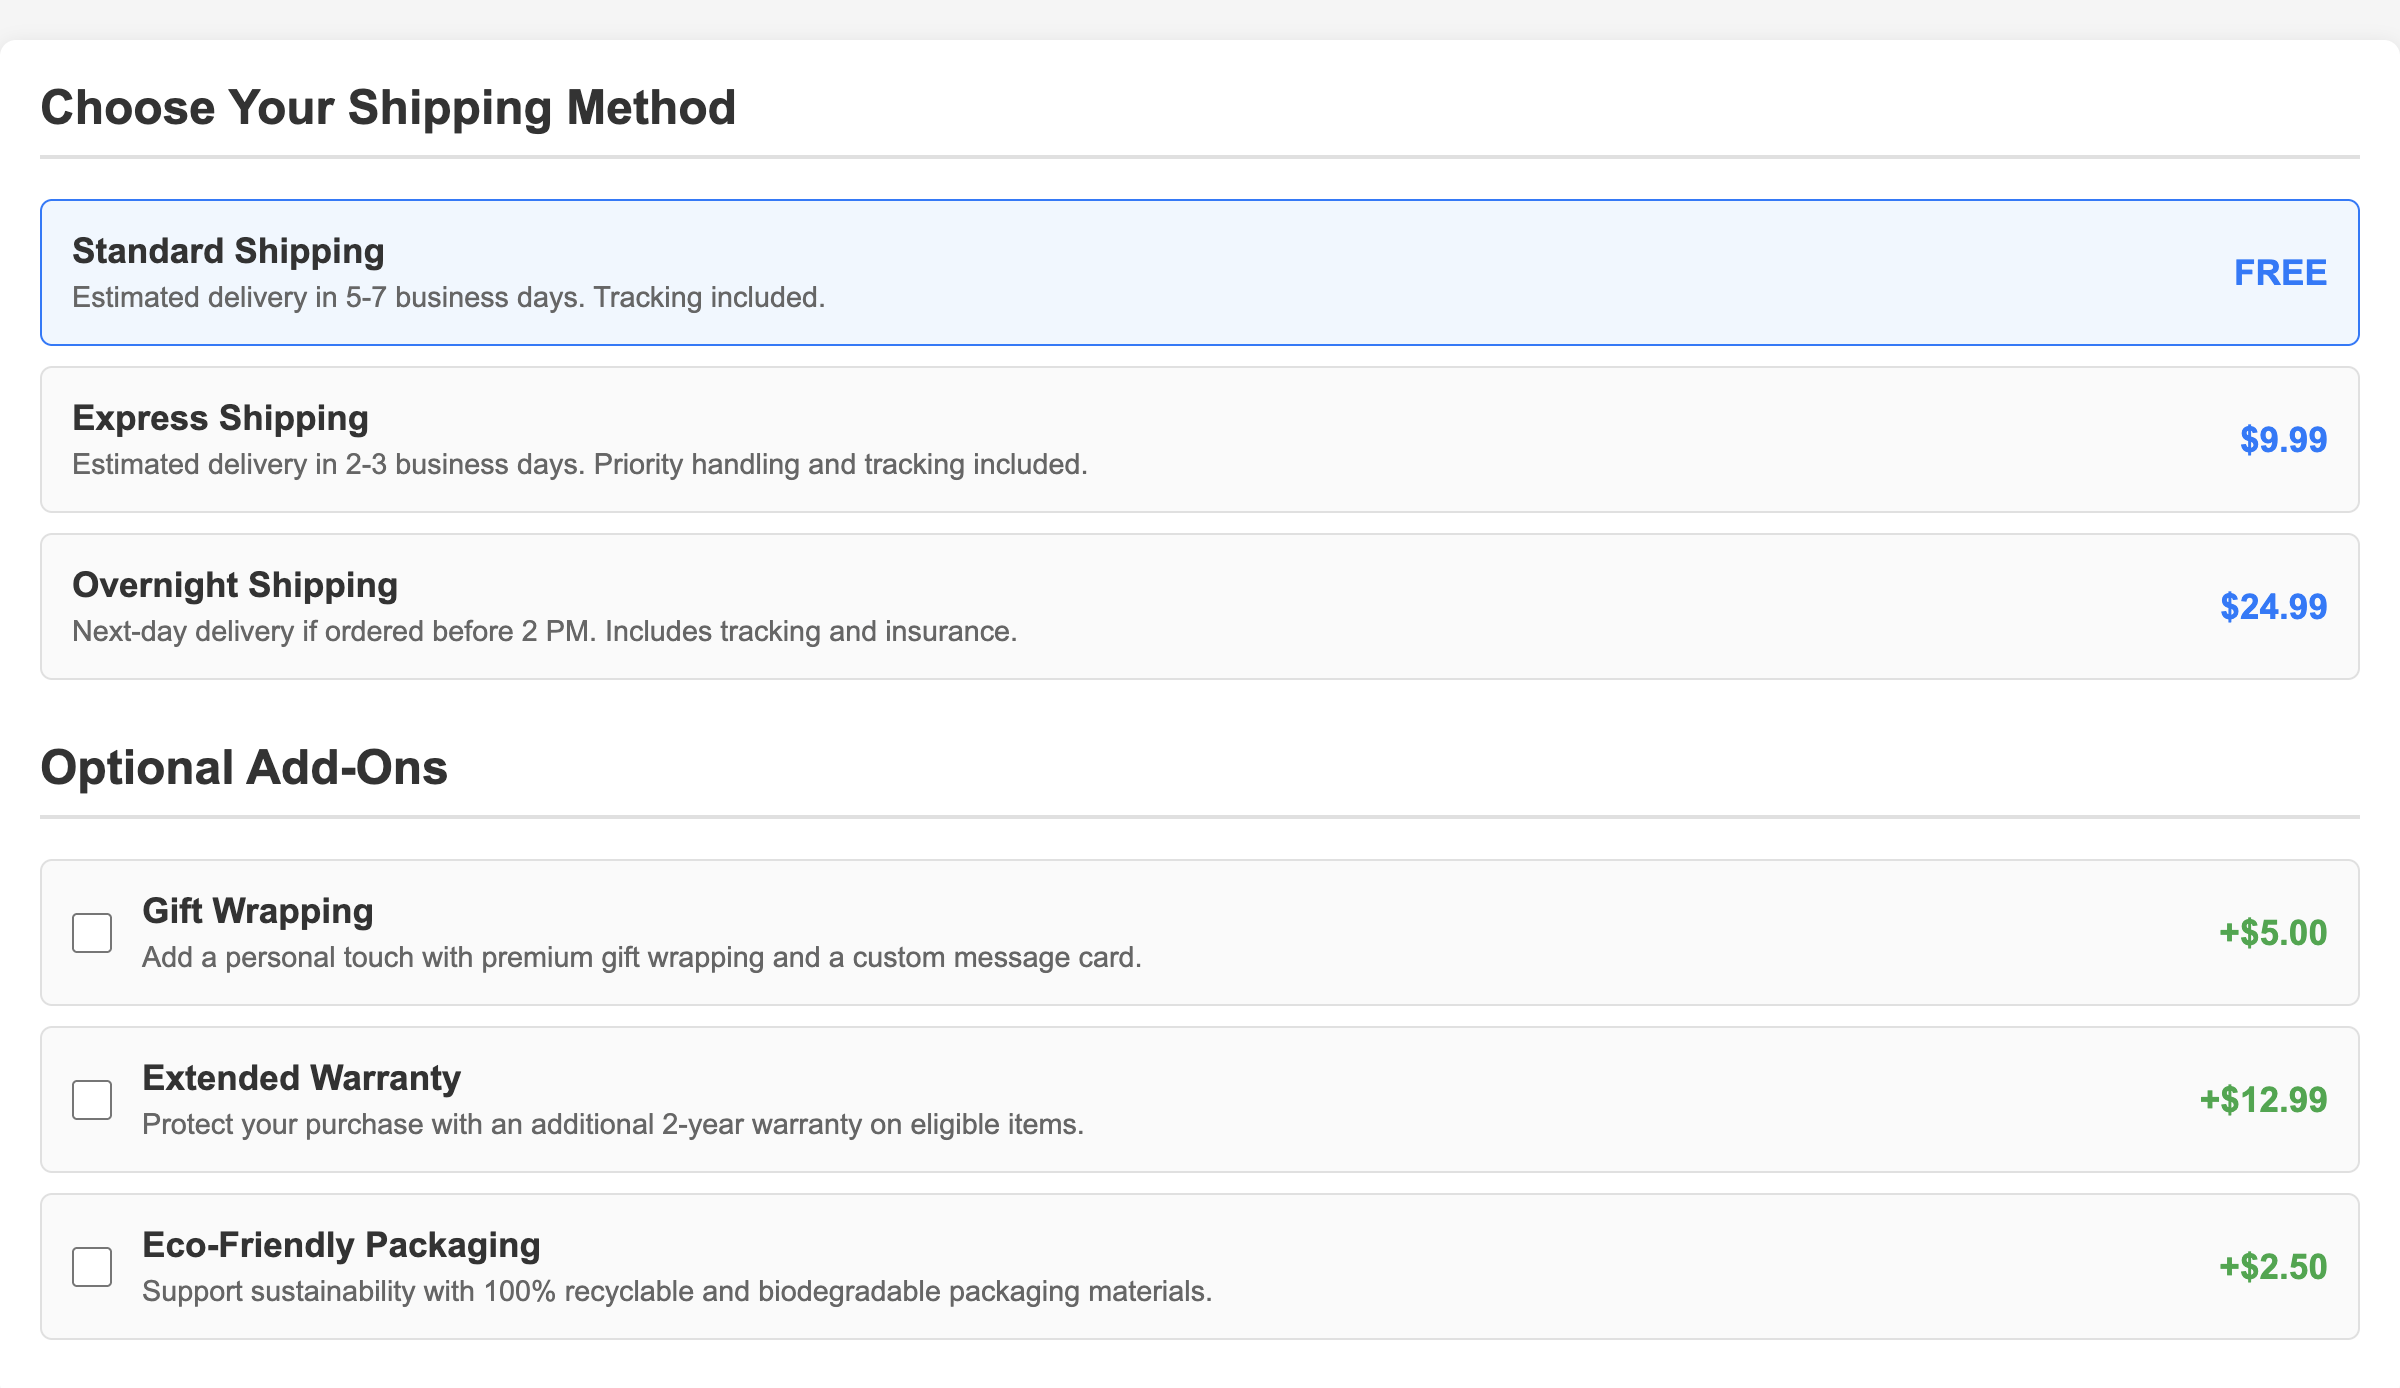 Choose Your Shipping Method
Standard Shipping
Estimated delivery in 5-7 business days. Tracking included.
FREE
Express Shipping
Estimated delivery in 2-3 business days. Priority handling and tracking included.
$9.99
Overnight Shipping
Next-day delivery if ordered before 2 PM. Includes tracking and insurance.
$24.99
Optional Add-Ons
Gift Wrapping
Add a personal touch with premium gift wrapping and a custom message card.
+$5.00
Extended Warranty
Protect your purchase with an additional 2-year warranty on eligible items.
+$12.99
Eco-Friendly Packaging
Support sustainability with 100% recyclable and biodegradable packaging materials.
+$2.50